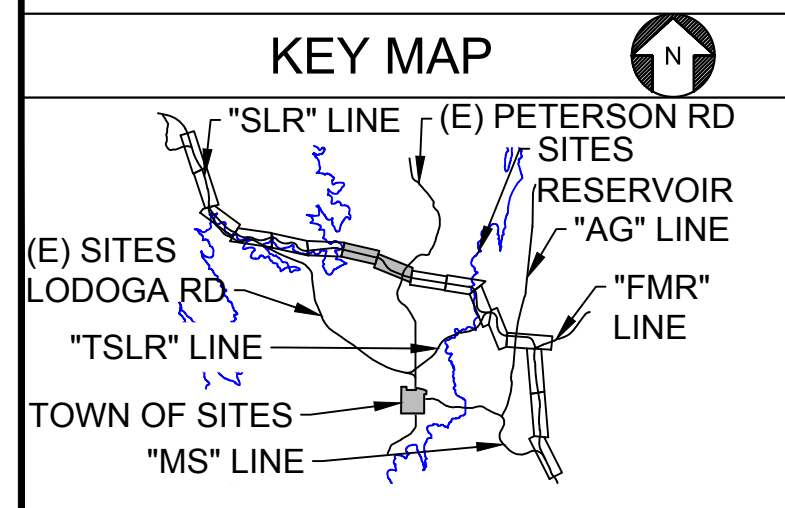 KEY MAP
N
"SLR" LINE
(E) PETERSON RD
SITES
RESERVOIR
"AG" LINE
(E) SITES
LODOGA RD
"FMR"
LINE
"TSLR" LINE
TOWN OF SITES
"MS" LINE